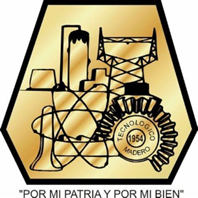 TECNOLOGICO
1954
MADERO
"POR MI PATRIA Y POR MI BIEN"